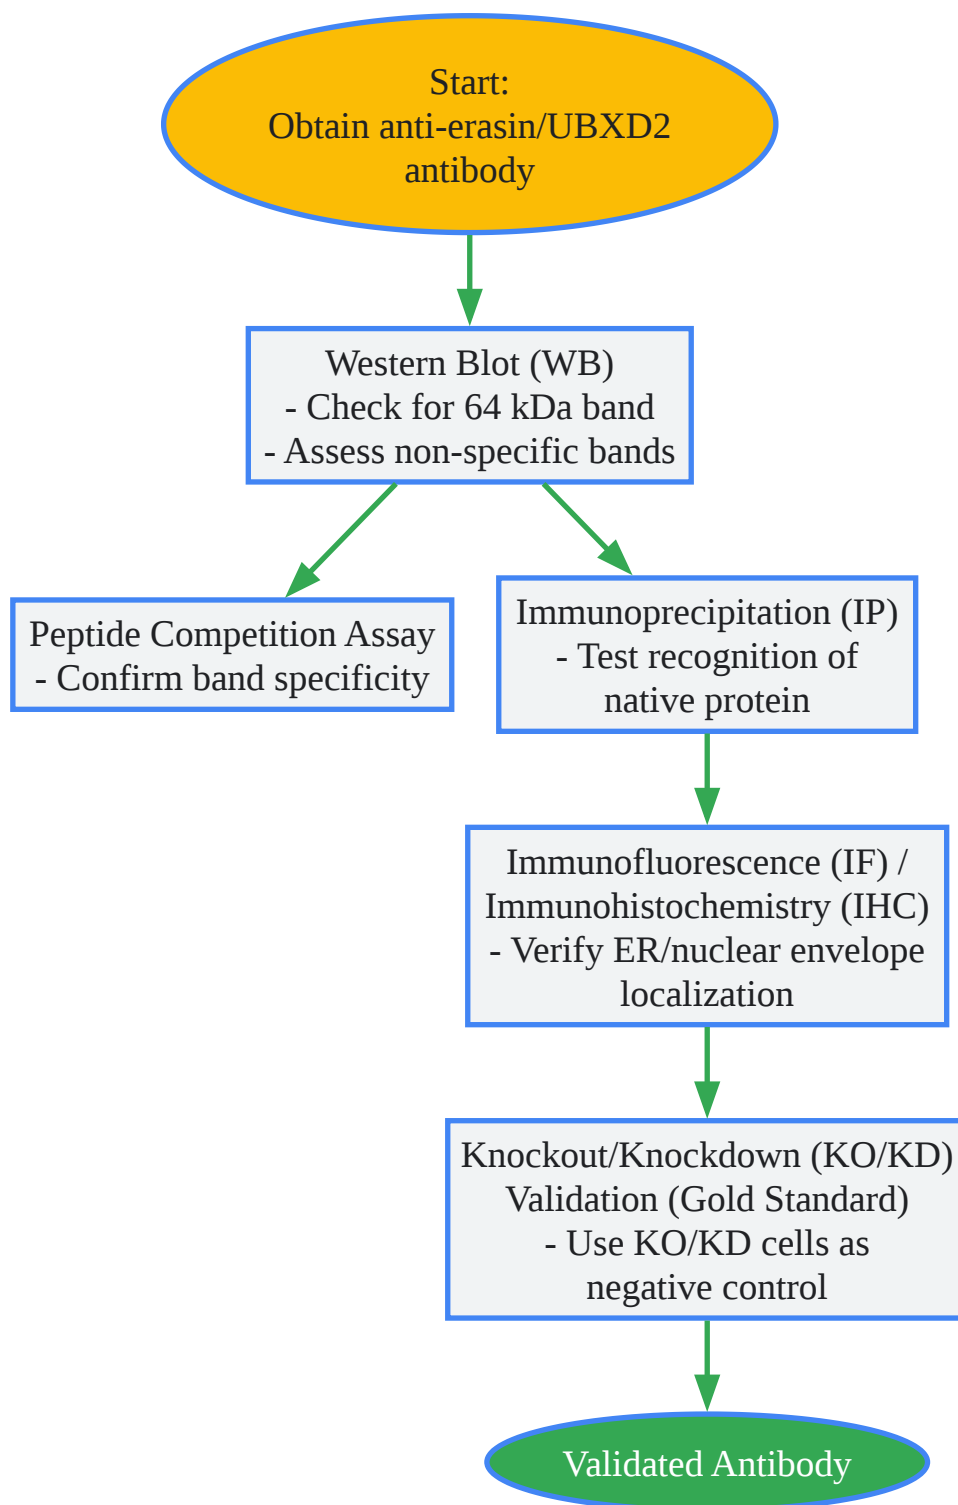 Start:
Obtain anti-erasin/UBXD2
antibody
Western Blot (WB)
- Check for 64 kDa band
- Assess non-specific bands
Peptide Competition Assay
- Confirm band specificity
Immunoprecipitation (IP)
- Test recognition of
native protein
Immunofluorescence (IF) /
Immunohistochemistry (IHC)
- Verify ER/nuclear envelope
localization
Knockout/Knockdown (KO/KD)
Validation (Gold Standard)
- Use KO/KD cells as
negative control
Validated Antibody